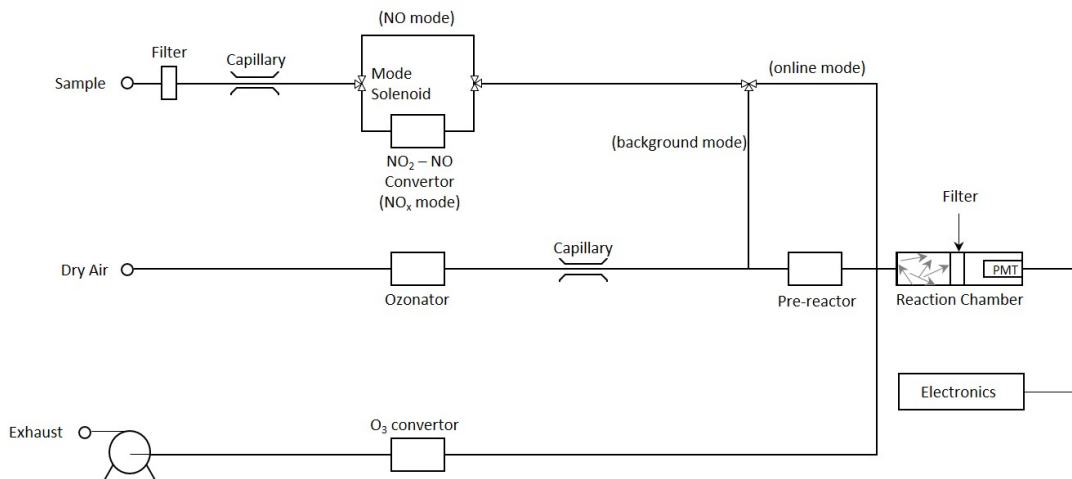 (NO mode)
Filter
Capillary
(online mode)
Sample
Mode
Solenoid
(background mode)
NO₂ – NO
Convertor
(NOₓ mode)
Filter
Capillary
Dry Air
PMT
Ozonator
Pre-reactor
Reaction Chamber
Electronics
O₃ convertor
Exhaust